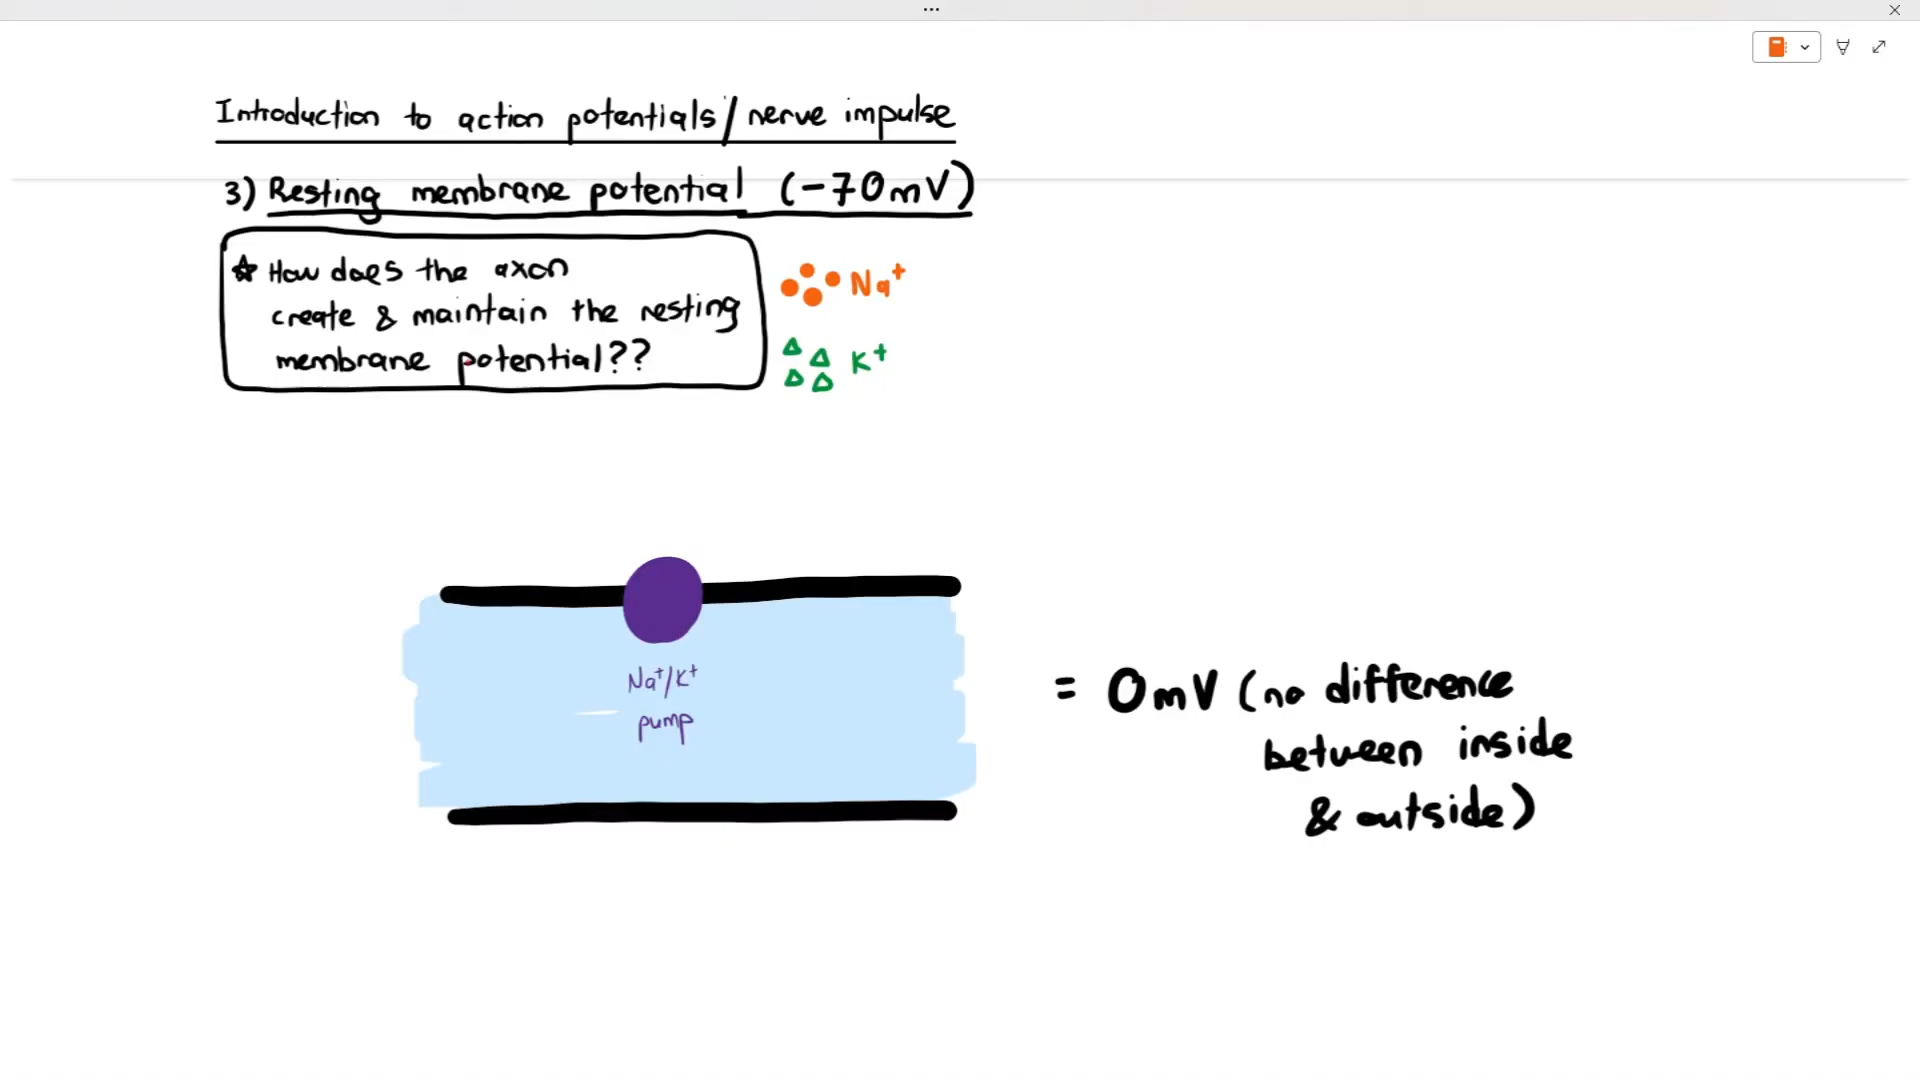 Introduction to action potentials/nerve impulse
3) Resting membrane potential (-70mV)
☆ How does the axon
create & maintain the resting
membrane potential??
Na⁺
K⁺
Na⁺/K⁺
pump
= 0mV (no difference
between inside
& outside)